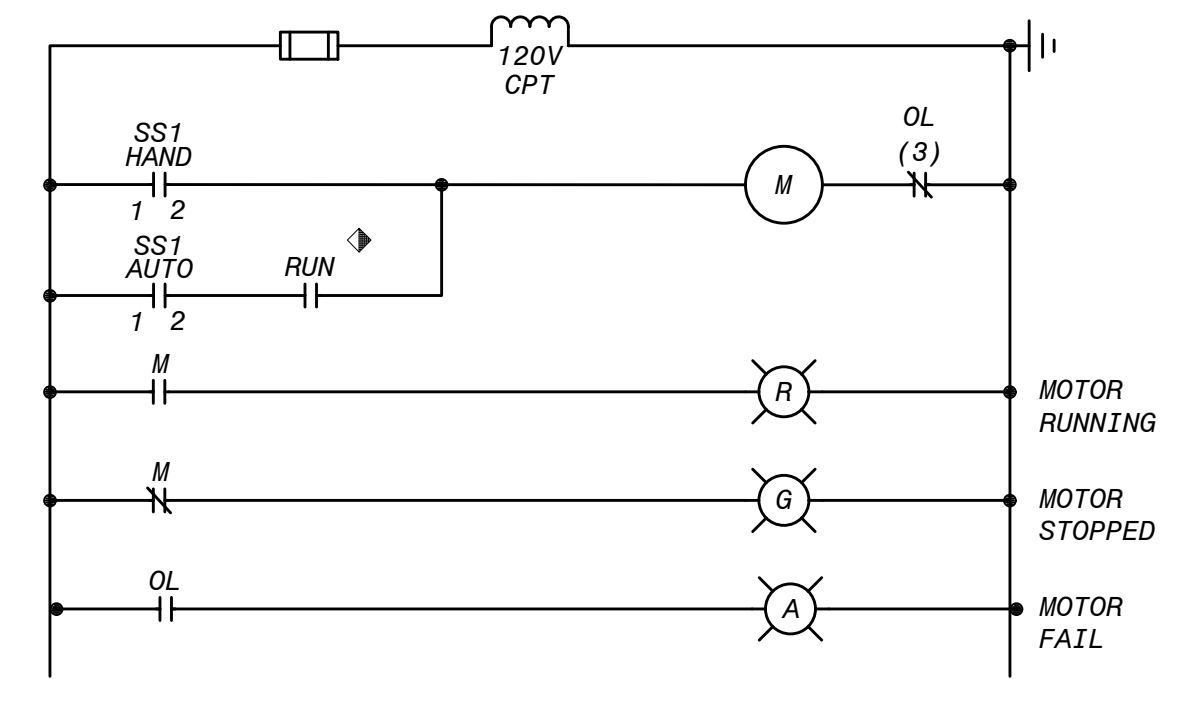 120V
CPT
SS1
HAND
1 2
OL
(3)
M
SS1
AUTO
1 2
RUN
M
R
MOTOR
RUNNING
M
G
MOTOR
STOPPED
OL
A
MOTOR
FAIL